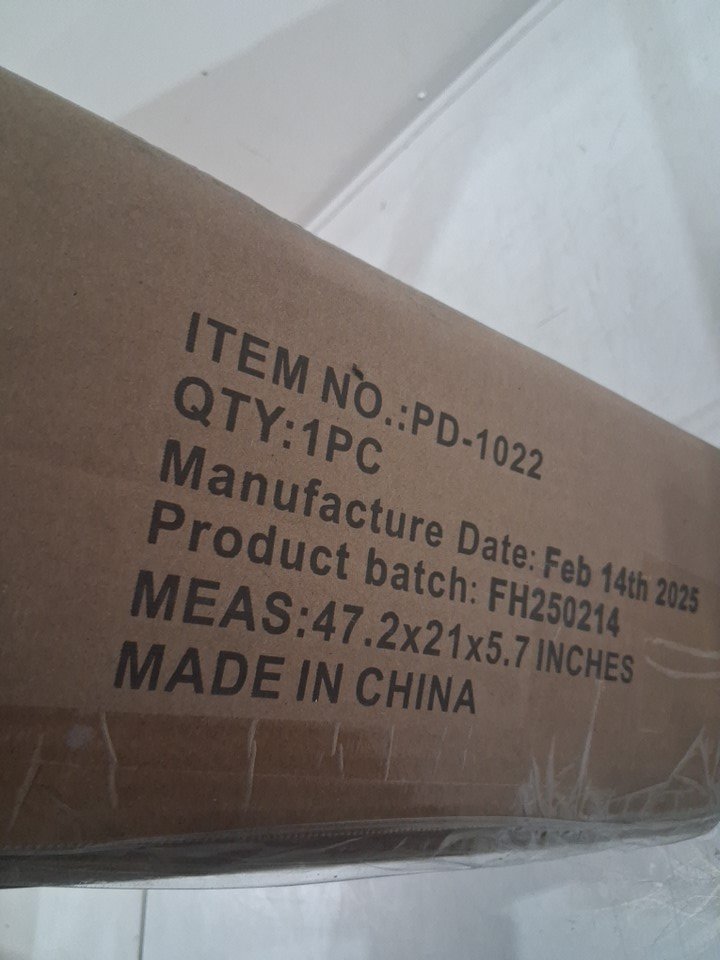 ITEM NO.:PD-1022
QTY:1PC
Manufacture Date: Feb 14th 2025
Product batch: FH250214
MEAS:47.2x21x5.7 INCHES
MADE IN CHINA